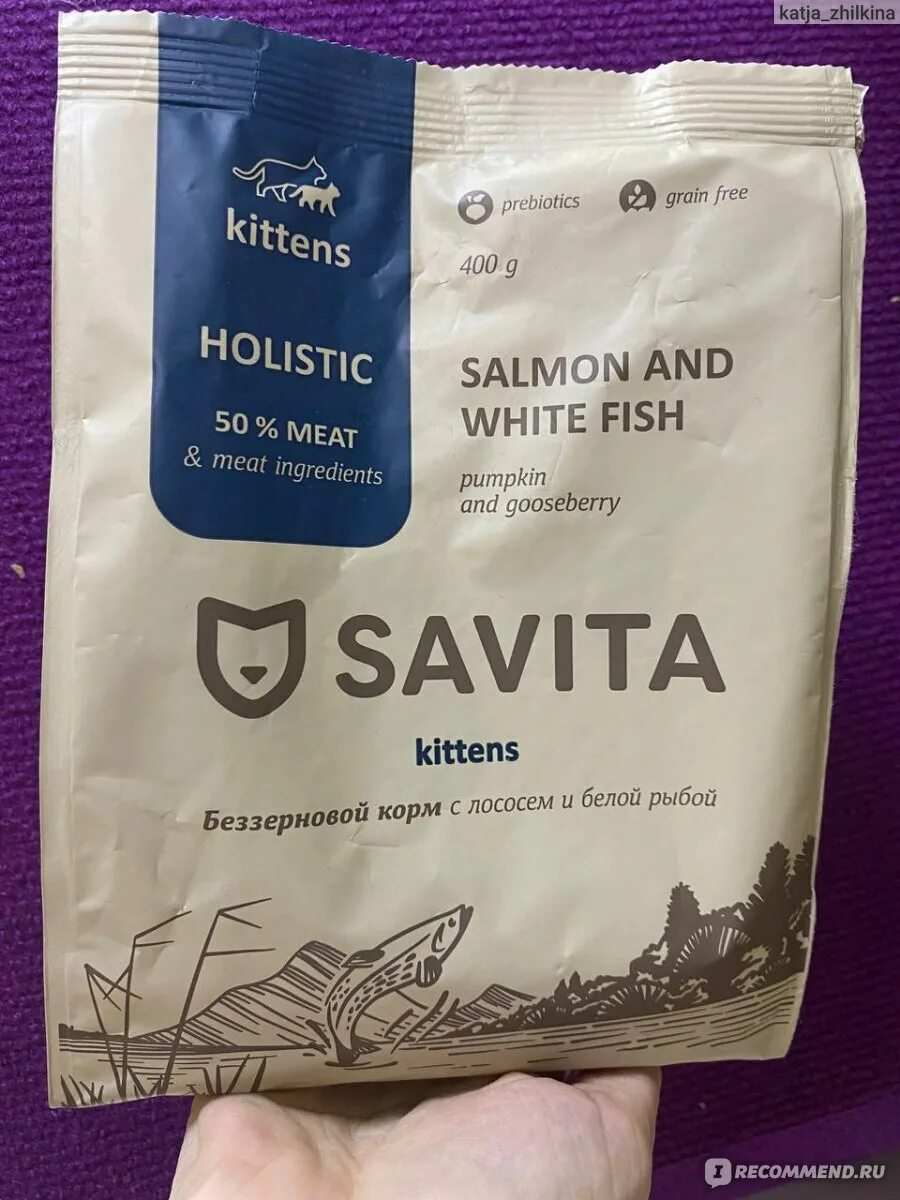 katja_zhilkina
kittens
HOLISTIC
50 % MEAT
& meat ingredients
prebiotics
grain free
400 g
SALMON AND
WHITE FISH
pumpkin
and gooseberry
SAVITA
kittens
Беззерновой корм с лососем и белой рыбой
IRECOMMEND.RU